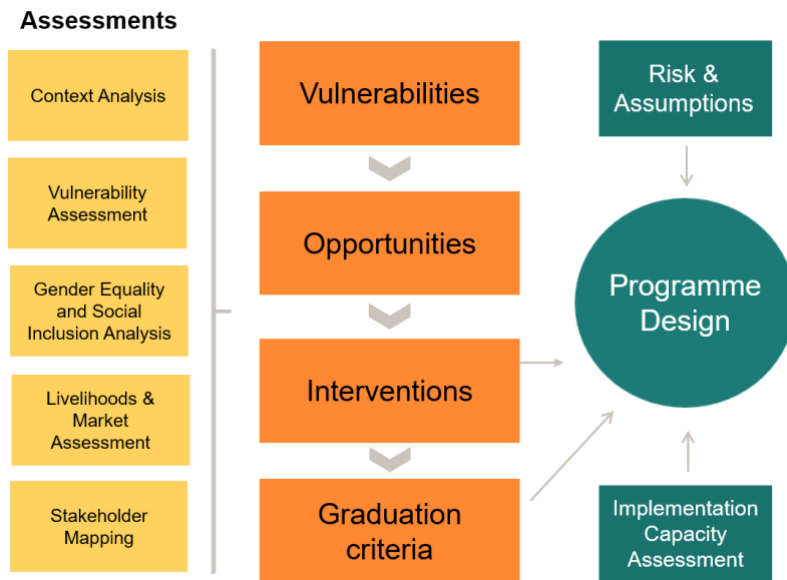 Assessments
Context Analysis
Vulnerability
Assessment
Gender Equality
and Social
Inclusion Analysis
Livelihoods &
Market
Assessment
Stakeholder
Mapping
Vulnerabilities
Opportunities
Interventions
Graduation
criteria
Risk &
Assumptions
Programme
Design
Implementation
Capacity
Assessment